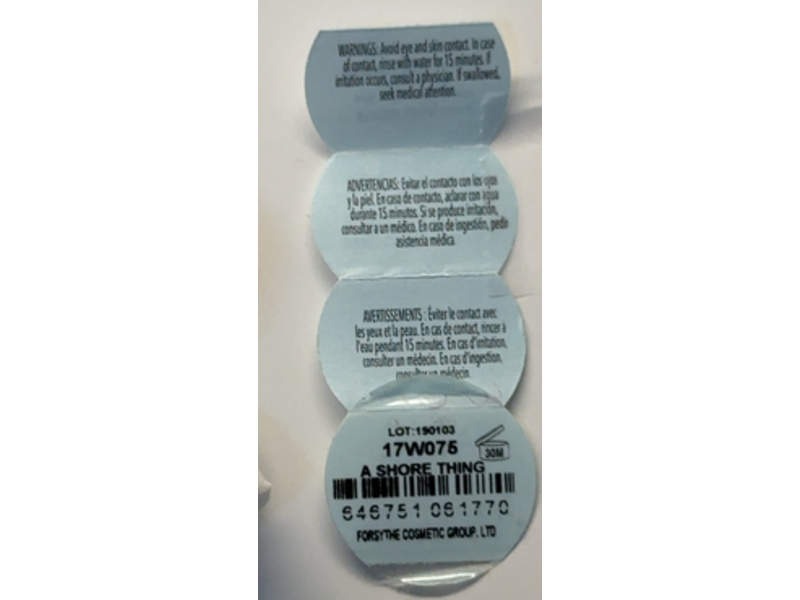 WARNINGS: Avoid eye and skin contact. In case
of contact, rinse with water for 15 minutes. If
irritation occurs, consult a physician. If swallowed,
seek medical attention.
ADVERTENCIAS: Evitar el contacto con los ojos
y la piel. En caso de contacto, aclarar con agua
durante 15 minutos. Si se produce irritación,
consultar a un médico. En caso de ingestión, pedir
asistencia médica.
AVERTISSEMENTS : Éviter le contact avec
les yeux et la peau. En cas de contact, rincer à
l'eau pendant 15 minutes. En cas d'irritation,
consulter un médecin. En cas d'ingestion,
consulter un médecin.
LOT:190103
17W075
30M
A SHORE THING
646751 061770
FORSYTHE COSMETIC GROUP. LTD